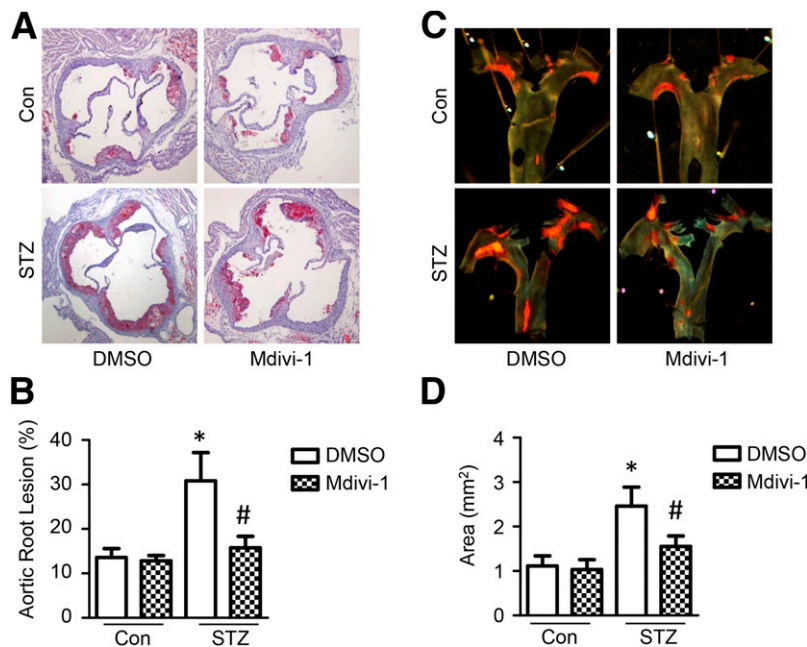 A
Con
STZ
DMSO Mdivi-1
B
Aortic Root Lesion (%)
40
30
20
10
0
*
#
DMSO
Mdivi-1
Con STZ
C
Con
STZ
DMSO Mdivi-1
D
Area (mm²)
4
3
2
1
0
*
#
DMSO
Mdivi-1
Con STZ